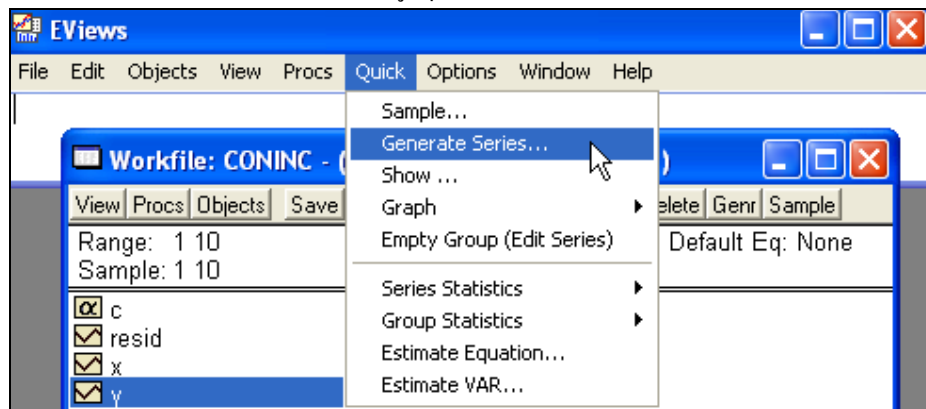 EViews
File Edit Objects View Procs Quick Options Window Help
Sample...
Generate Series...
Show ...
Graph
Empty Group (Edit Series)
Series Statistics
Group Statistics
Estimate Equation...
Estimate VAR...
Workfile: CONINC - ( )
View Procs Objects Save elete Genr Sample
Range: 1 10 Default Eq: None
Sample: 1 10
c
resid
x
y